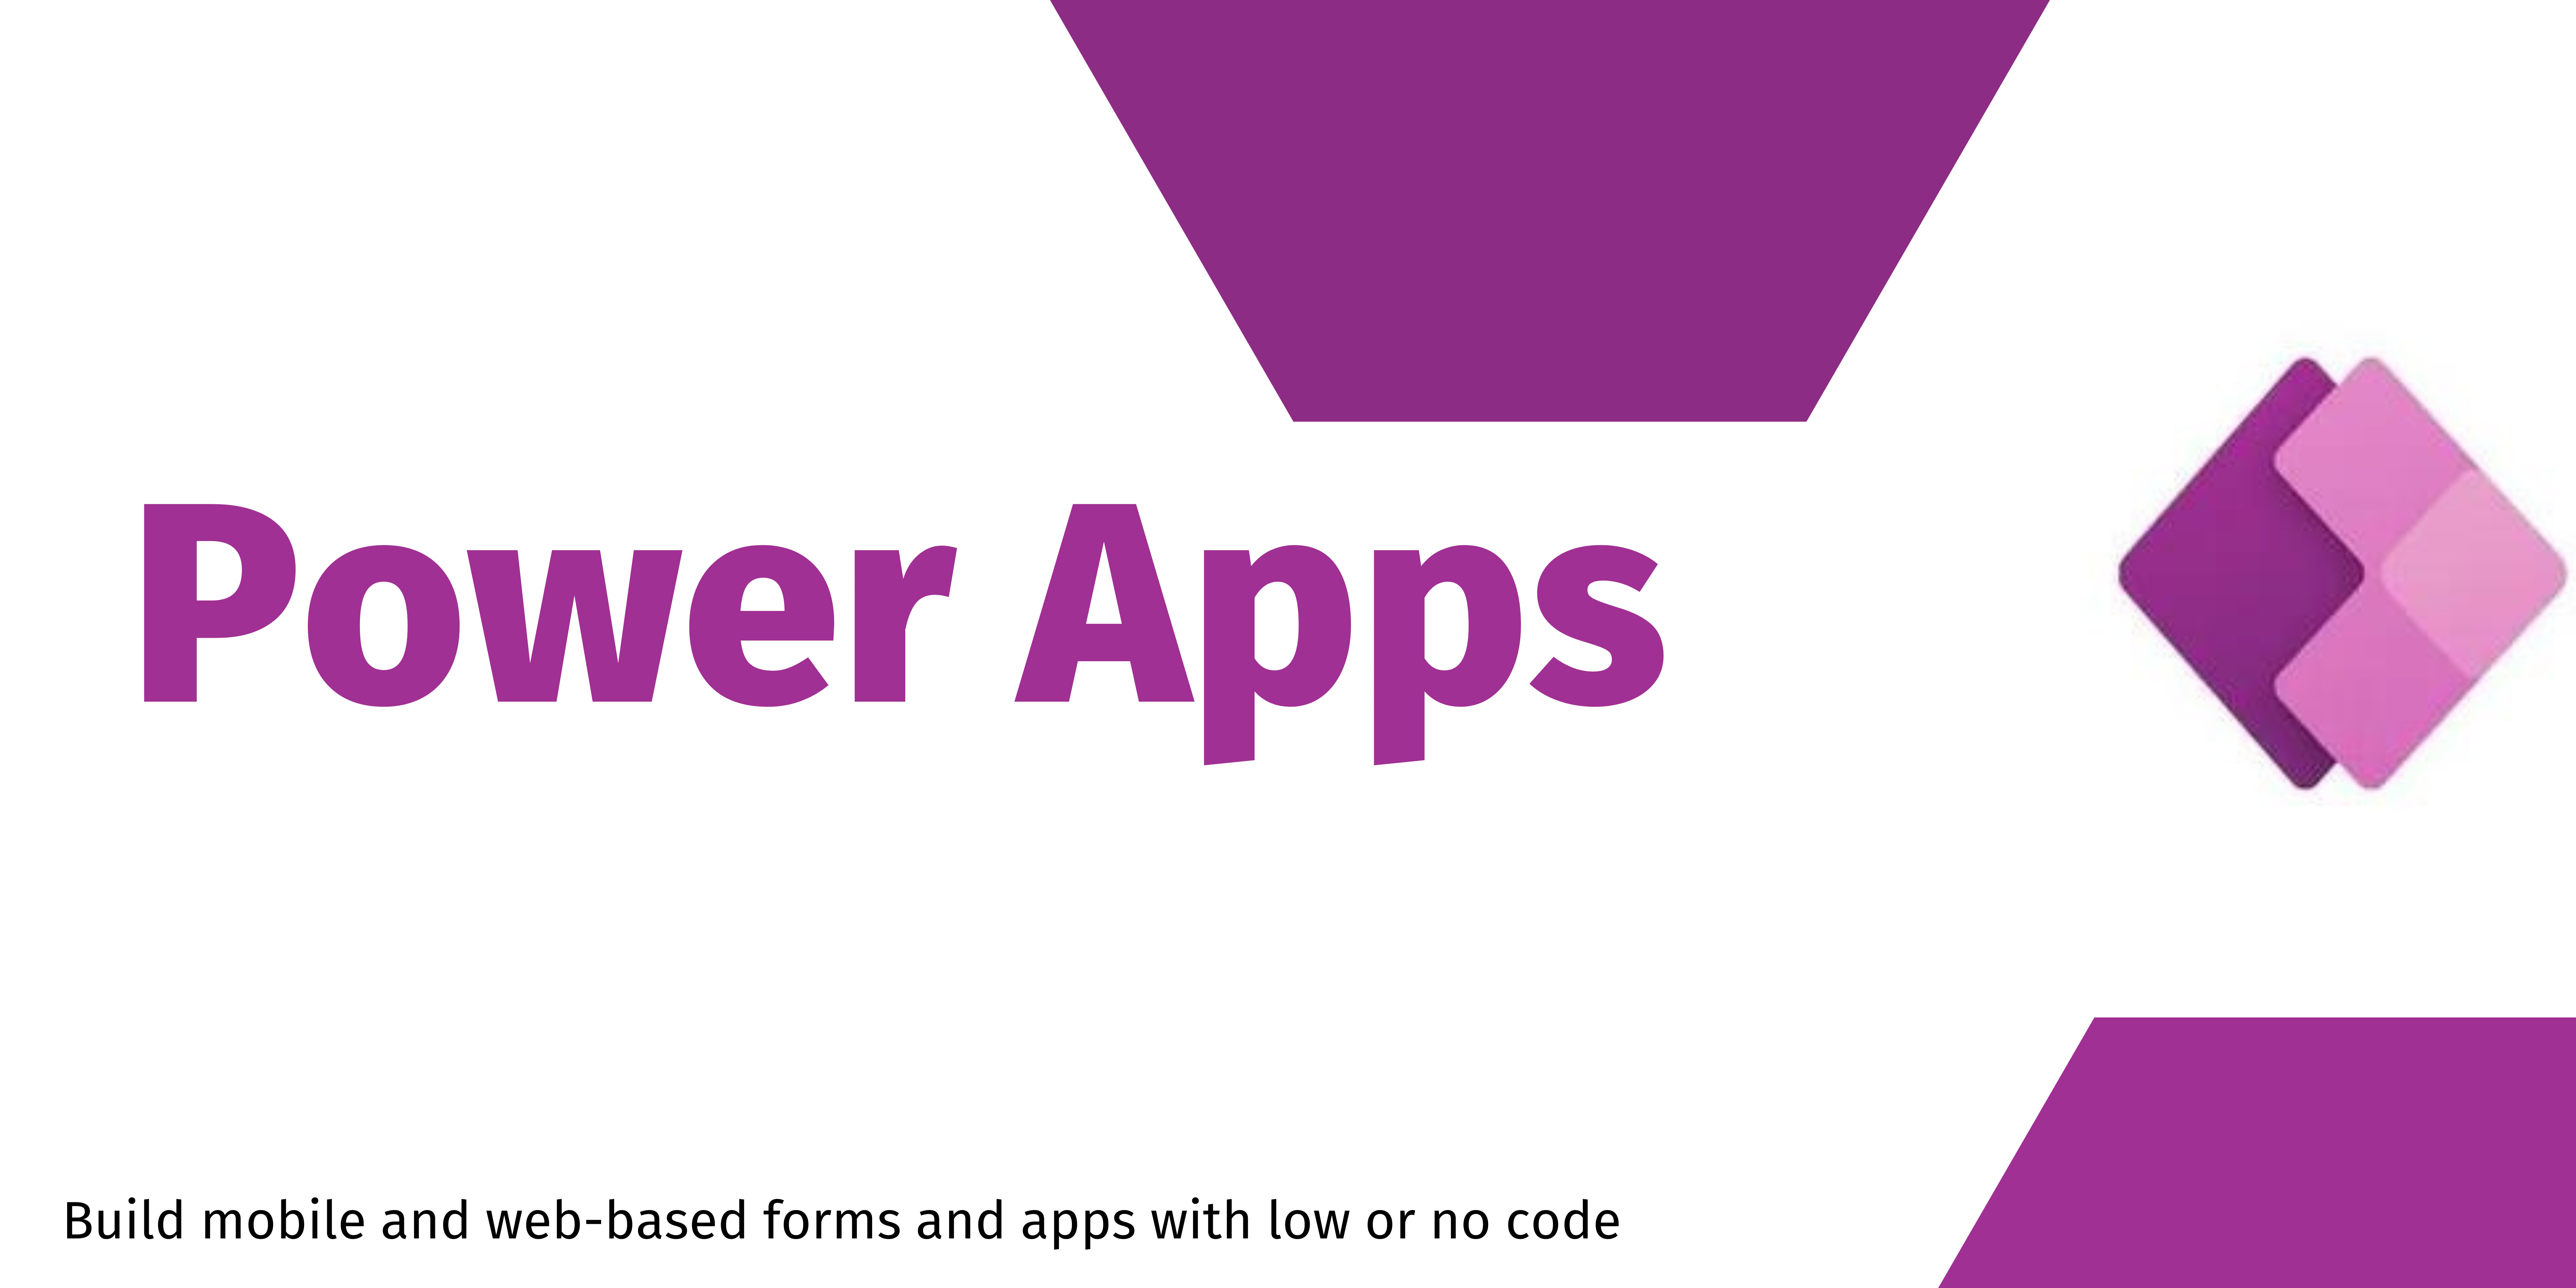 Power Apps
Build mobile and web-based forms and apps with low or no code